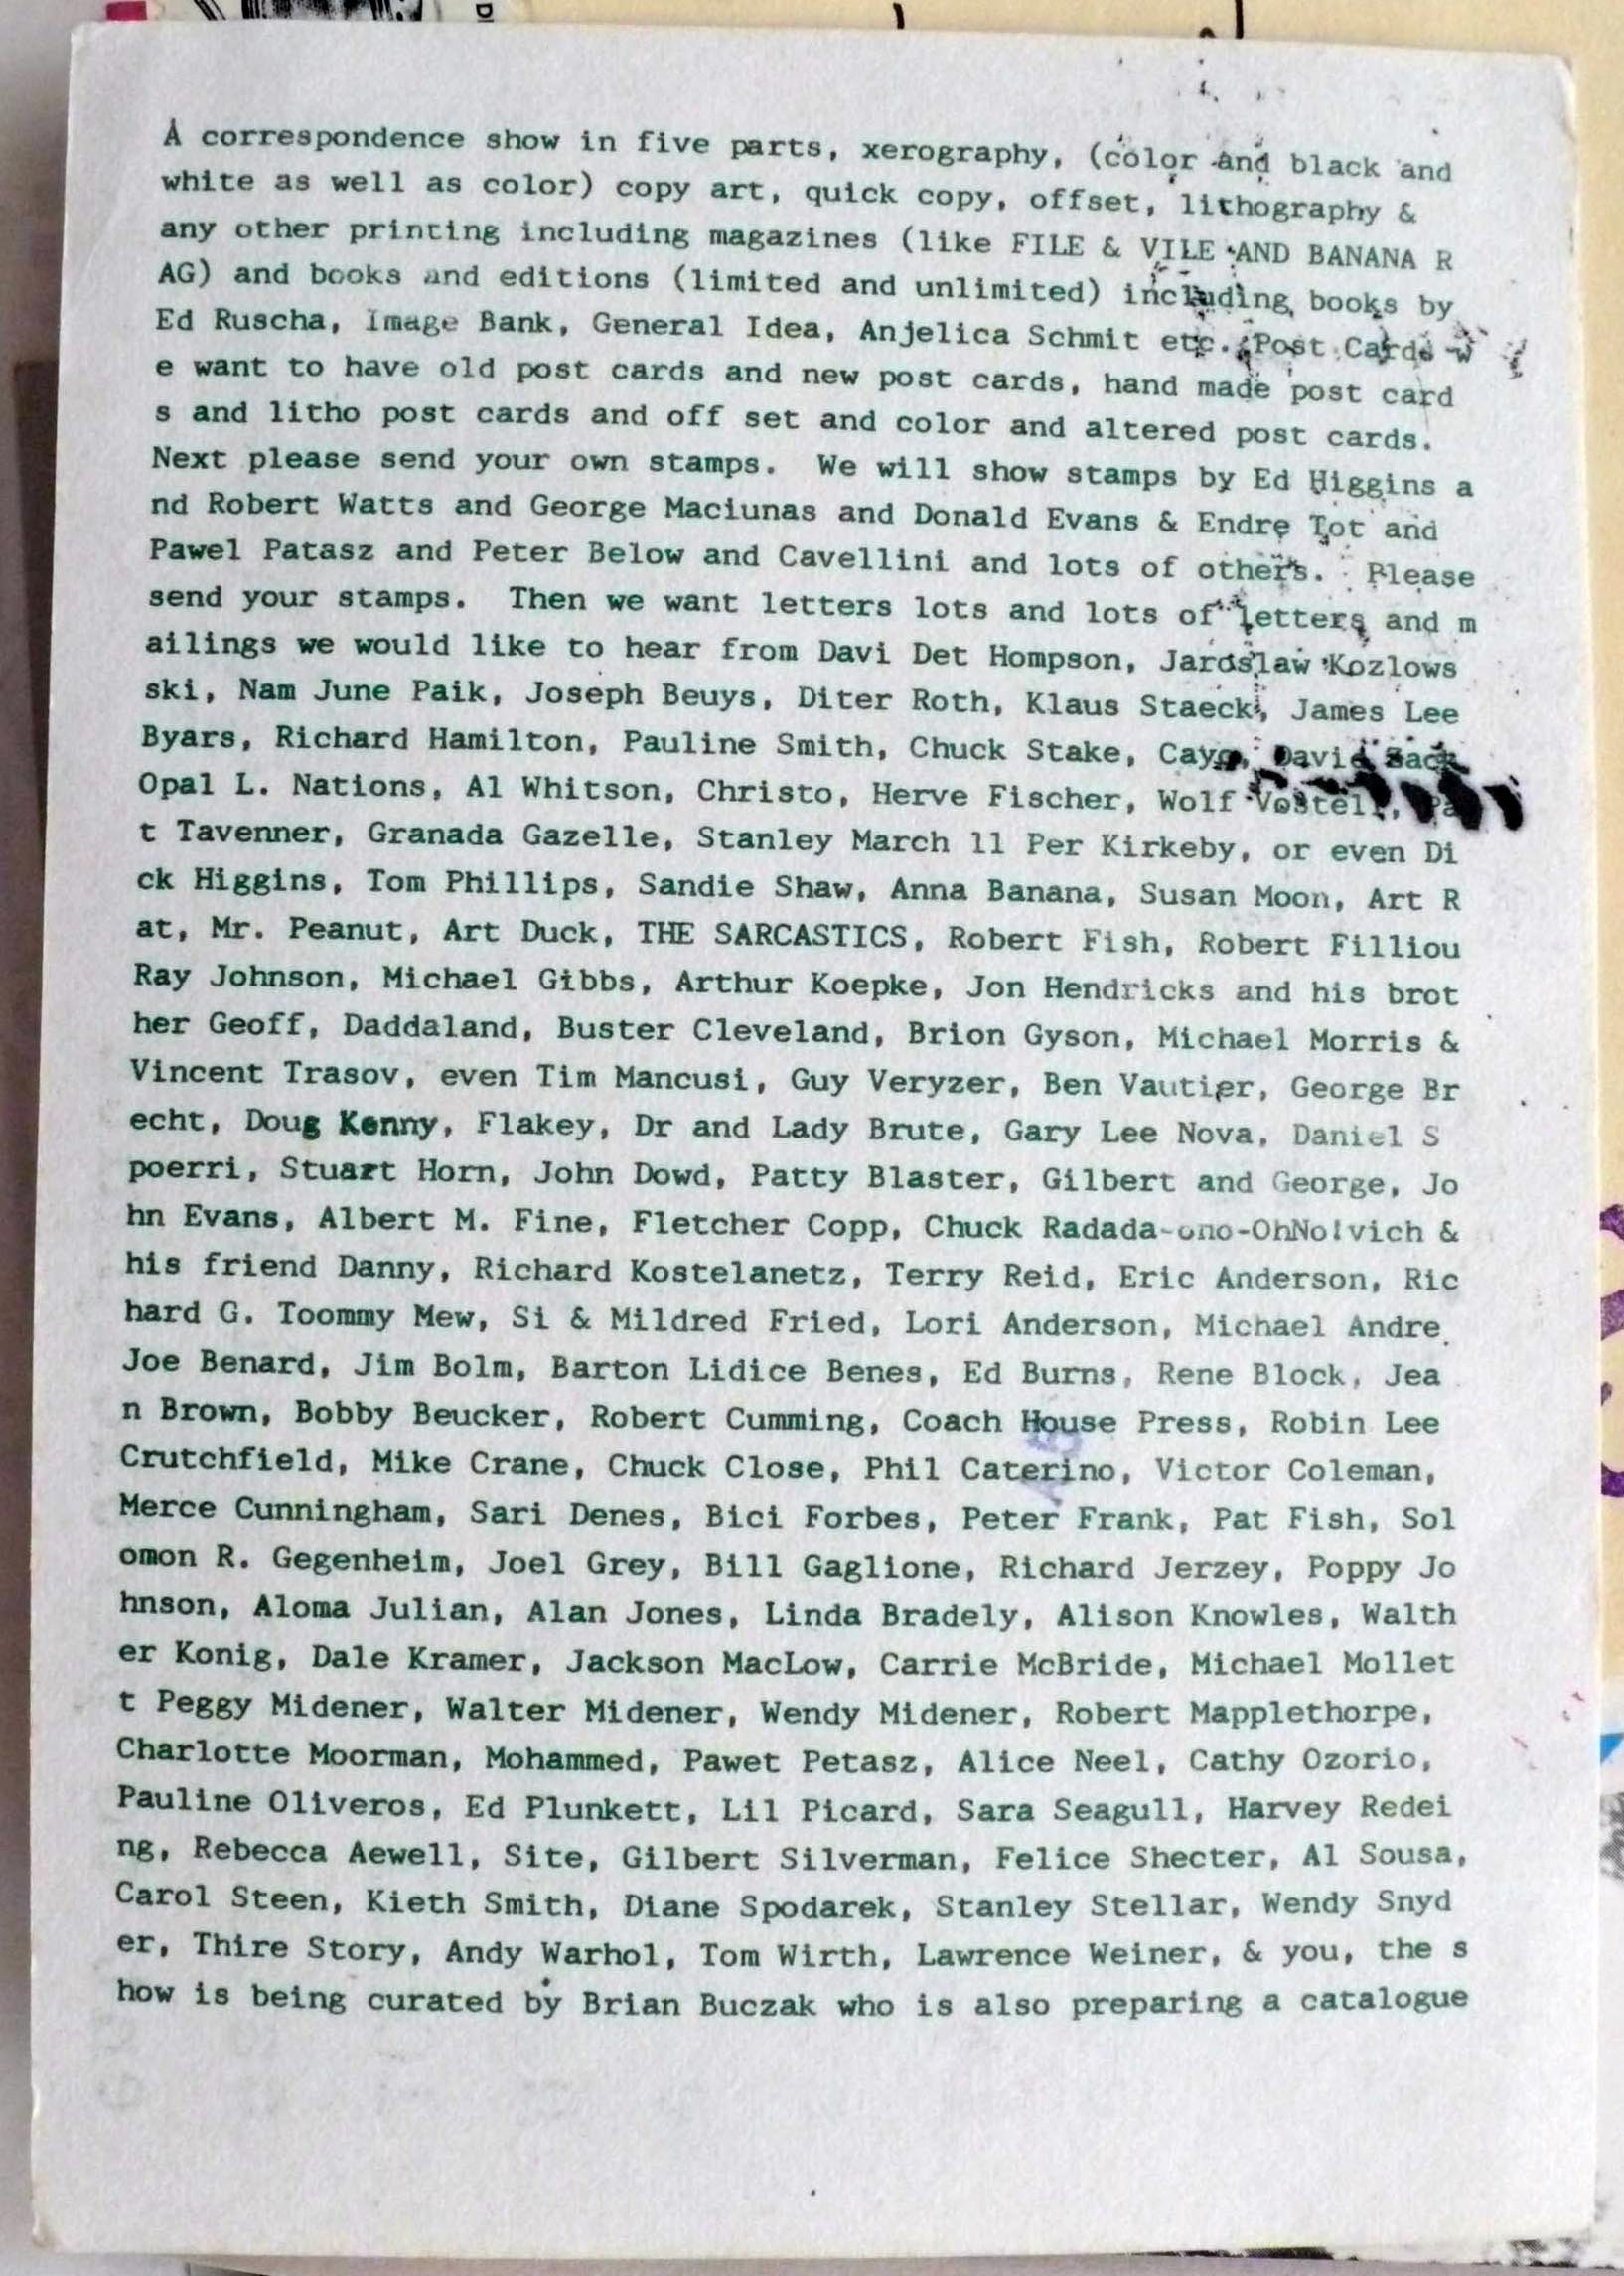 A correspondence show in five parts, xerography, (color and black and
white as well as color) copy art, quick copy, offset, lithography &
any other printing including magazines (like FILE & VILE AND BANANA R
AG) and books and editions (limited and unlimited) including books by
Ed Ruscha, Image Bank, General Idea, Anjelica Schmit etc. Post Cards w
e want to have old post cards and new post cards, hand made post card
s and litho post cards and off set and color and altered post cards.
Next please send your own stamps.  We will show stamps by Ed Higgins a
nd Robert Watts and George Maciunas and Donald Evans & Endre Tot and
Pawel Patasz and Peter Below and Cavellini and lots of others.  Please
send your stamps.  Then we want letters lots and lots of letters and m
ailings we would like to hear from Davi Det Hompson, Jaroslaw Kozlows
ski, Nam June Paik, Joseph Beuys, Diter Roth, Klaus Staeck, James Lee
Byars, Richard Hamilton, Pauline Smith, Chuck Stake, David Zack
Opal L. Nations, Al Whitson, Christo, Herve Fischer, Wolf Vostell, Pa
t Tavenner, Granada Gazelle, Stanley March 11 Per Kirkeby, or even Di
ck Higgins, Tom Phillips, Sandie Shaw, Anna Banana, Susan Moon, Art R
at, Mr. Peanut, Art Duck, THE SARCASTICS, Robert Fish, Robert Filliou
Ray Johnson, Michael Gibbs, Arthur Koepke, Jon Hendricks and his brot
her Geoff, Daddaland, Buster Cleveland, Brion Gyson, Michael Morris &
Vincent Trasov, even Tim Mancusi, Guy Veryzer, Ben Vautier, George Br
echt, Doug Kenny, Flakey, Dr and Lady Brute, Gary Lee Nova, Daniel S
poerri, Stuart Horn, John Dowd, Patty Blaster, Gilbert and George, Jo
hn Evans, Albert M. Fine, Fletcher Copp, Chuck Radada-ono-OhNo!vich &
his friend Danny, Richard Kostelanetz, Terry Reid, Eric Anderson, Ric
hard G. Toommy Mew, Si & Mildred Fried, Lori Anderson, Michael Andre
Joe Benard, Jim Bolm, Barton Lidice Benes, Ed Burns, Rene Block, Jea
n Brown, Bobby Beucker, Robert Cumming, Coach House Press, Robin Lee
Crutchfield, Mike Crane, Chuck Close, Phil Caterino, Victor Coleman,
Merce Cunningham, Sari Denes, Bici Forbes, Peter Frank, Pat Fish, Sol
omon R. Gegenheim, Joel Grey, Bill Gaglione, Richard Jerzey, Poppy Jo
hnson, Aloma Julian, Alan Jones, Linda Bradely, Alison Knowles, Walth
er Konig, Dale Kramer, Jackson MacLow, Carrie McBride, Michael Mollet
t Peggy Midener, Walter Midener, Wendy Midener, Robert Mapplethorpe,
Charlotte Moorman, Mohammed, Pawet Petasz, Alice Neel, Cathy Ozorio,
Pauline Oliveros, Ed Plunkett, Lil Picard, Sara Seagull, Harvey Redei
ng, Rebecca Aewell, Site, Gilbert Silverman, Felice Shecter, Al Sousa,
Carol Steen, Kieth Smith, Diane Spodarek, Stanley Stellar, Wendy Snyd
er, Thire Story, Andy Warhol, Tom Wirth, Lawrence Weiner, & you, the s
how is being curated by Brian Buczak who is also preparing a catalogue